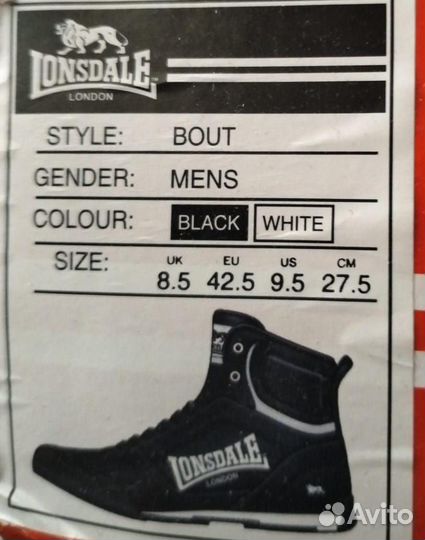 LONSDALE
LONDON
STYLE: BOUT
GENDER: MENS
COLOUR: BLACK WHITE
SIZE: UK EU US CM
8.5 42.5 9.5 27.5
LONSDALE
LONDON
Avito